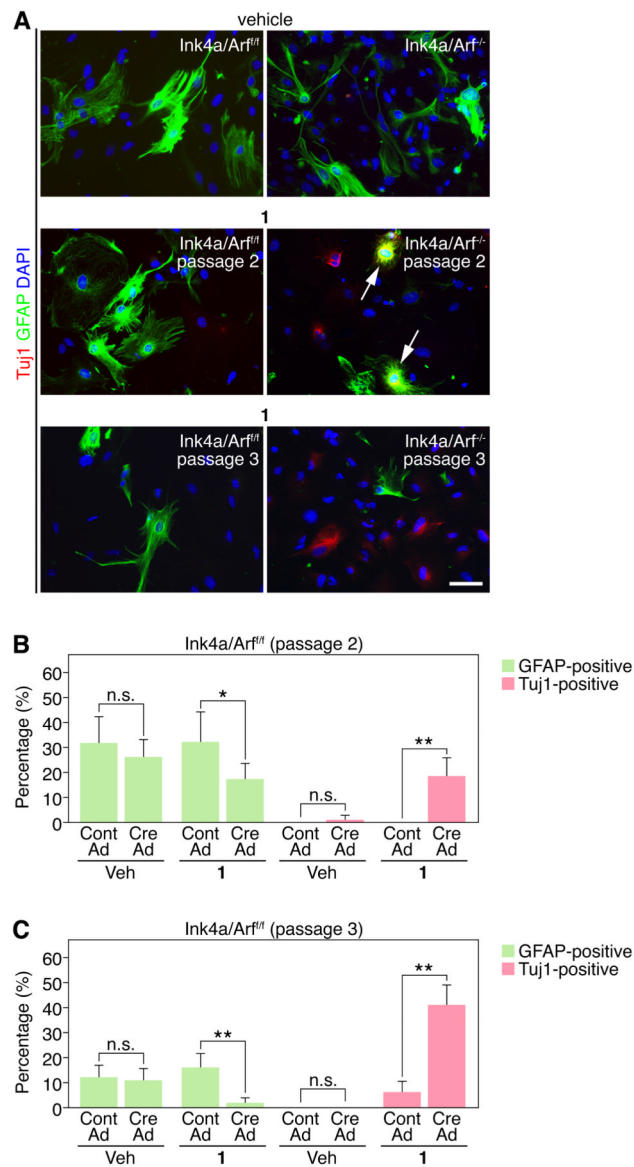 A
vehicle
Ink4a/Arf^f/f
Ink4a/Arf^-/-
Tuj1 GFAP DAPI
1
Ink4a/Arf^f/f
passage 2
Ink4a/Arf^-/-
passage 2
1
Ink4a/Arf^f/f
passage 3
Ink4a/Arf^-/-
passage 3
B
Ink4a/Arf^f/f (passage 2)
GFAP-positive
Tuj1-positive
Percentage (%)
60
50
40
30
20
10
0
n.s.
*
n.s.
**
Cont Cre Cont Cre Cont Cre Cont Cre
Ad Ad Ad Ad Ad Ad Ad Ad
Veh 1 Veh 1
C
Ink4a/Arf^f/f (passage 3)
GFAP-positive
Tuj1-positive
Percentage (%)
60
50
40
30
20
10
0
n.s.
**
n.s.
**
Cont Cre Cont Cre Cont Cre Cont Cre
Ad Ad Ad Ad Ad Ad Ad Ad
Veh 1 Veh 1